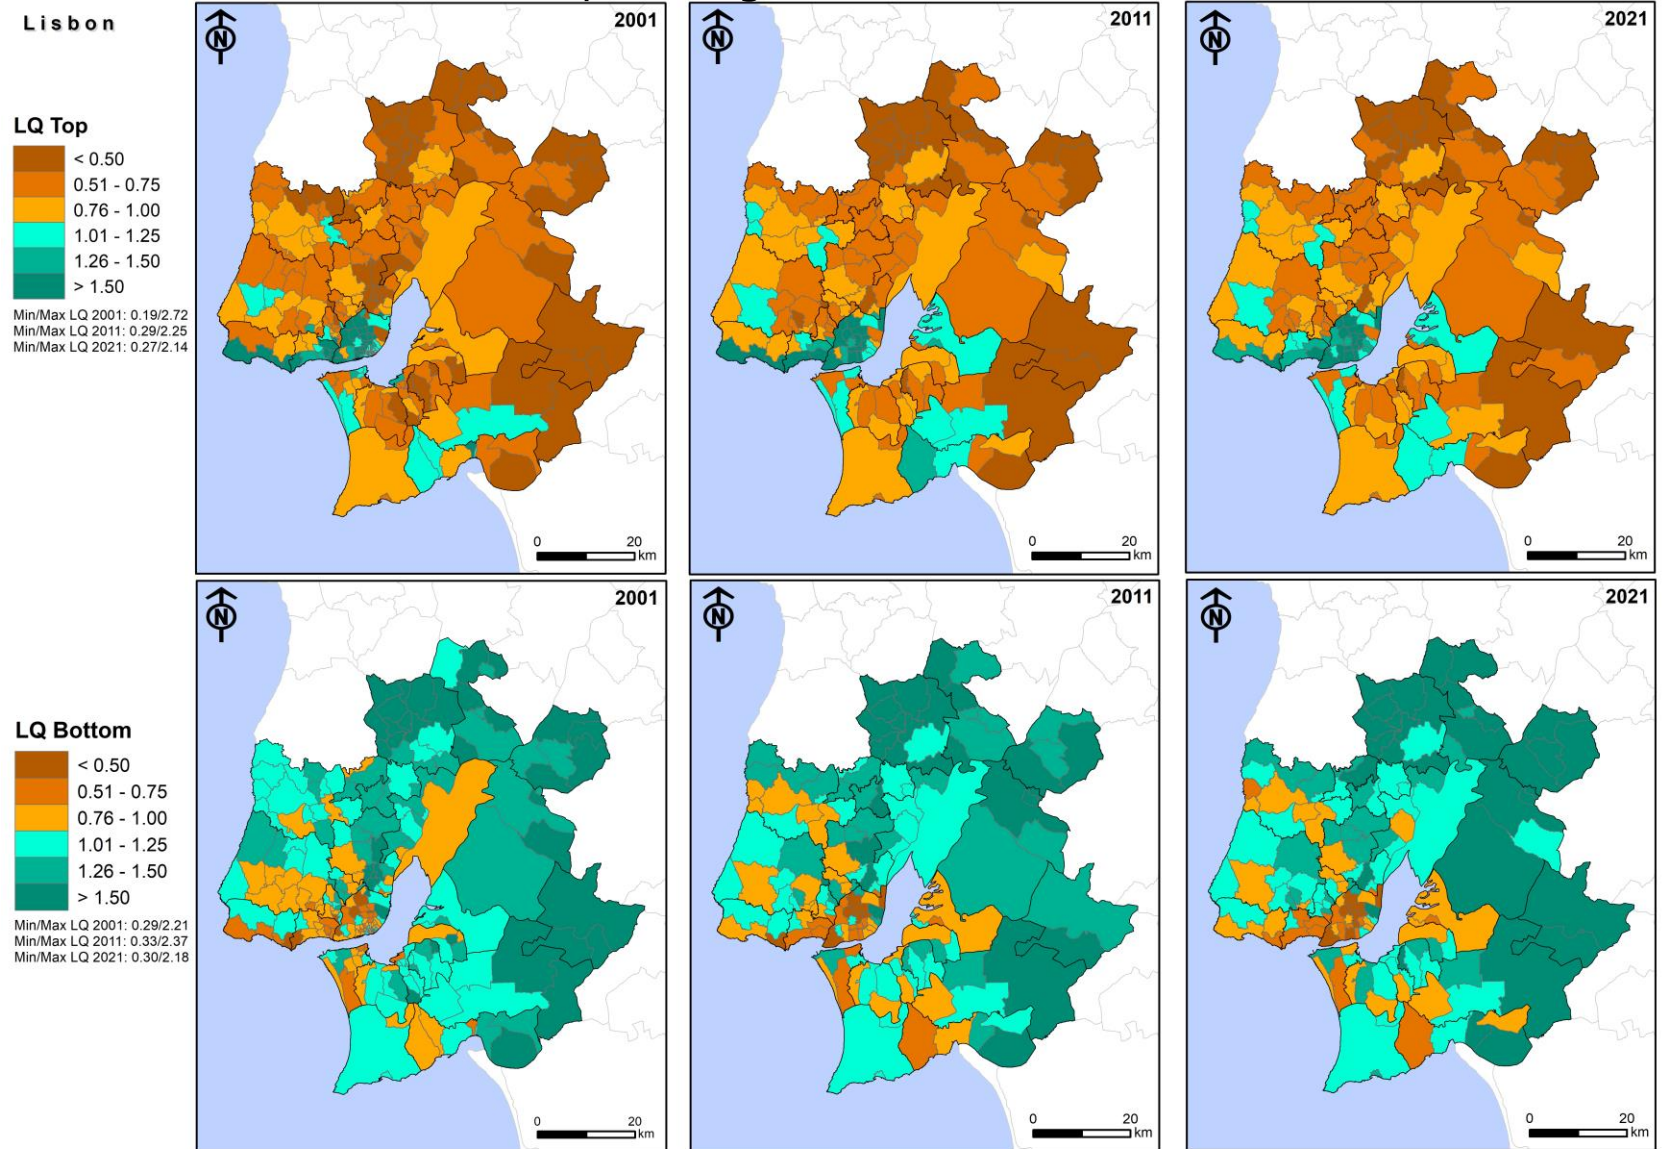 Lisbon
LQ Top
< 0.50
0.51 - 0.75
0.76 - 1.00
1.01 - 1.25
1.26 - 1.50
> 1.50
Min/Max LQ 2001: 0.19/2.72
Min/Max LQ 2011: 0.29/2.25
Min/Max LQ 2021: 0.27/2.14
2001
N
0 20
km
2011
N
0 20
km
2021
N
0 20
km
LQ Bottom
< 0.50
0.51 - 0.75
0.76 - 1.00
1.01 - 1.25
1.26 - 1.50
> 1.50
Min/Max LQ 2001: 0.29/2.21
Min/Max LQ 2011: 0.33/2.37
Min/Max LQ 2021: 0.30/2.18
2001
N
0 20
km
2011
N
0 20
km
2021
N
0 20
km